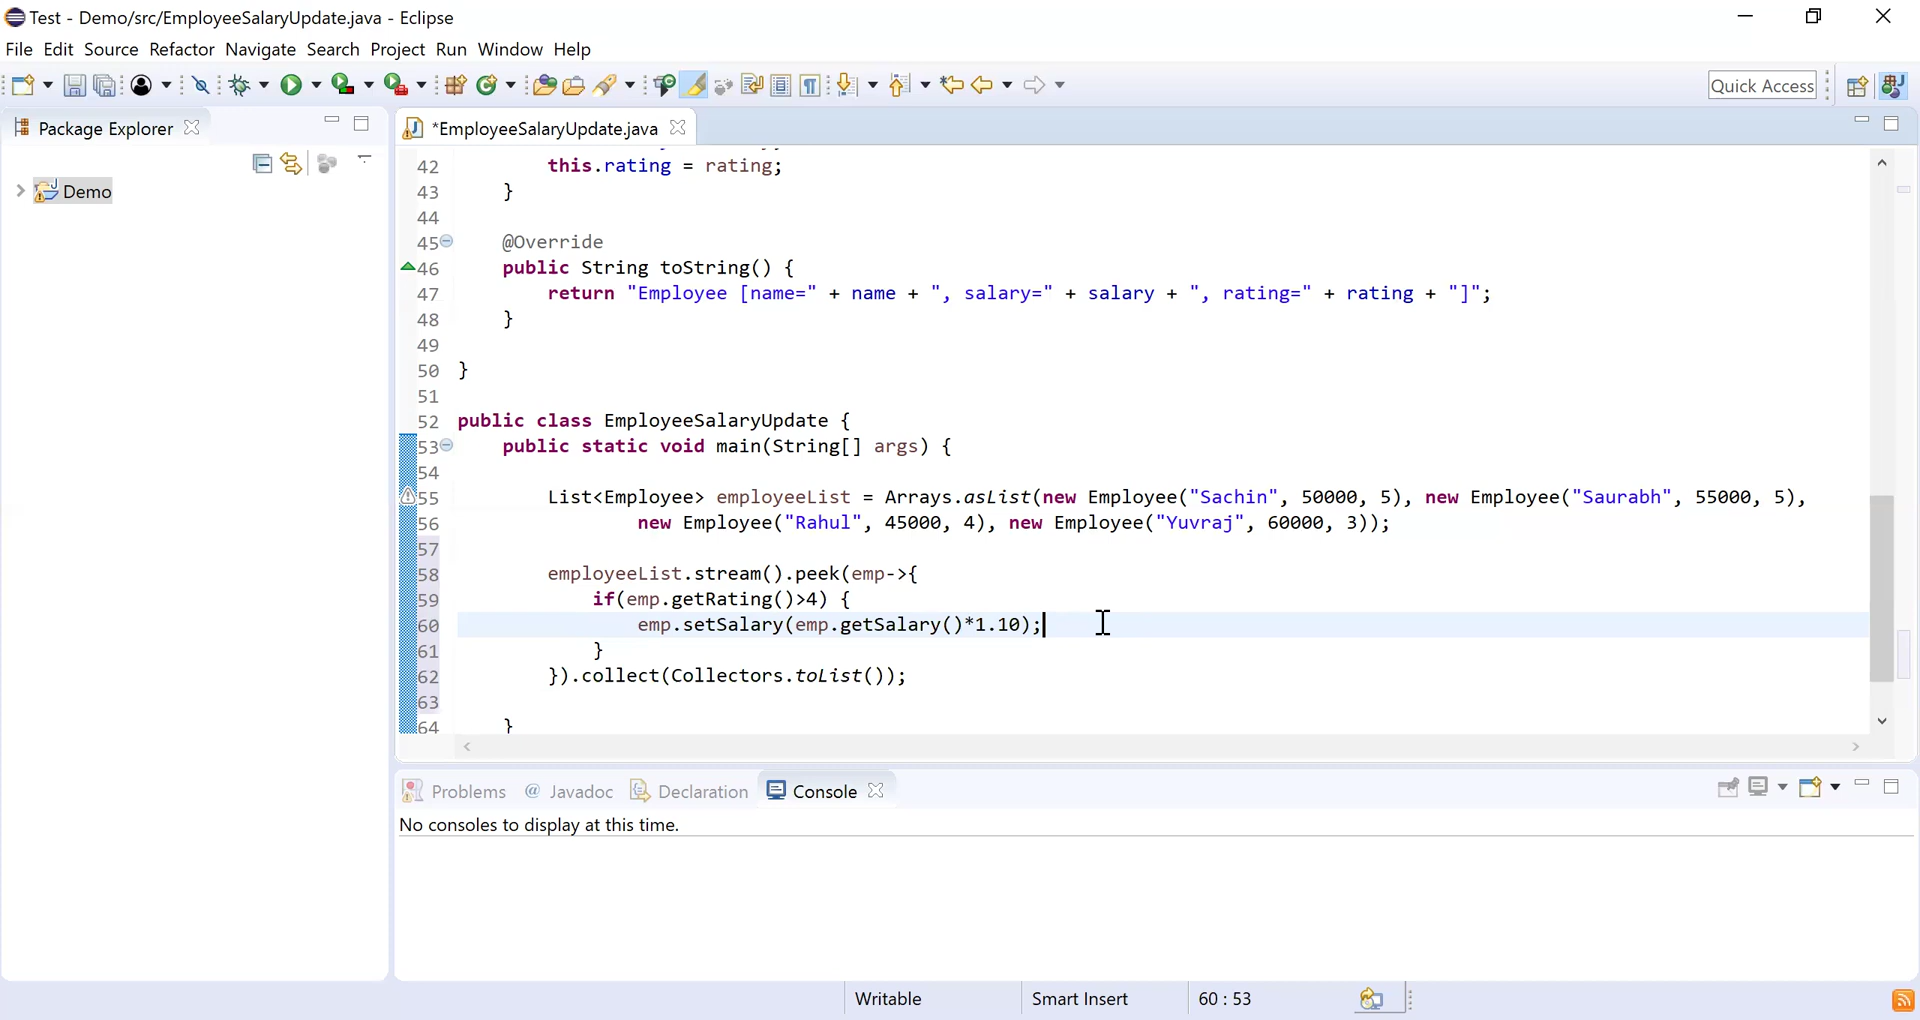 Test - Demo/src/EmployeeSalaryUpdate.java - Eclipse
File Edit Source Refactor Navigate Search Project Run Window Help
Quick Access
Package Explorer
*EmployeeSalaryUpdate.java
Demo
42 this.rating = rating;
43 }
44
45 @Override
46 public String toString() {
47 return "Employee [name=" + name + ", salary=" + salary + ", rating=" + rating + "]";
48 }
49
50 }
51
52 public class EmployeeSalaryUpdate {
53 public static void main(String[] args) {
54
55 List<Employee> employeeList = Arrays.asList(new Employee("Sachin", 50000, 5), new Employee("Saurabh", 55000, 5),
56 new Employee("Rahul", 45000, 4), new Employee("Yuvraj", 60000, 3));
57
58 employeeList.stream().peek(emp->{
59 if(emp.getRating()>4) {
60 emp.setSalary(emp.getSalary()*1.10);
61 }
62 }).collect(Collectors.toList());
63
64 }
Problems @ Javadoc Declaration Console
No consoles to display at this time.
Writable Smart Insert 60 : 53